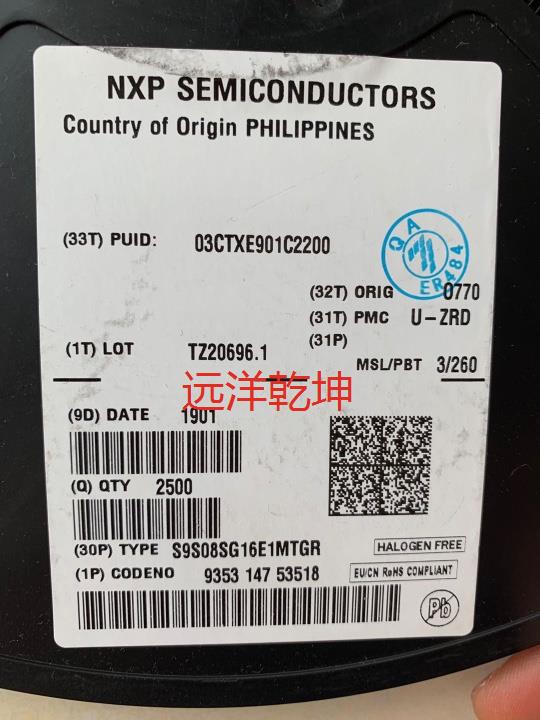 NXP SEMICONDUCTORS
Country of Origin PHILIPPINES
QA
ER484
(33T) PUID: 03CTXE901C2200
(32T) ORIG 0770
(31T) PMC U-ZRD
(31P)
(1T) LOT TZ20696.1
MSL/PBT 3/260
远洋乾坤
(9D) DATE 1901
(Q) QTY 2500
(30P) TYPE S9S08SG16E1MTGR
HALOGEN FREE
(1P) CODENO 9353 147 53518
EU/CN RoHS COMPLIANT
Pb